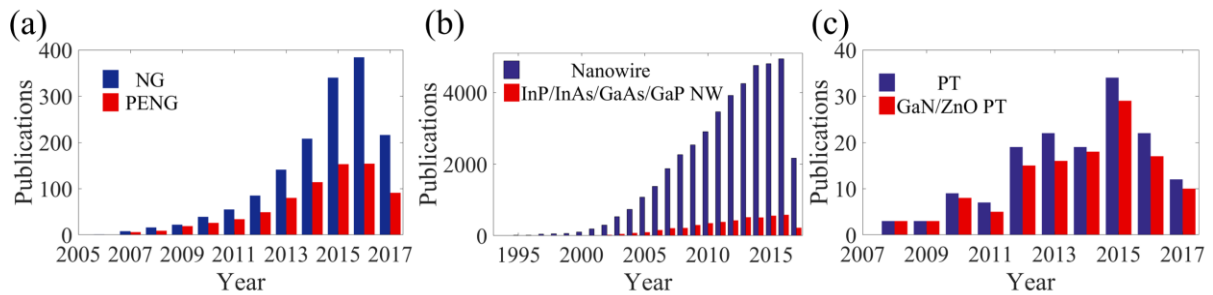 (a)
400
300
200
100
0
Publications
NG
PENG
2005 2007 2009 2011 2013 2015 2017
Year
(b)
4000
2000
0
Publications
Nanowire
InP/InAs/GaAs/GaP NW
1995 2000 2005 2010 2015
Year
(c)
40
30
20
10
0
Publications
PT
GaN/ZnO PT
2007 2009 2011 2013 2015 2017
Year